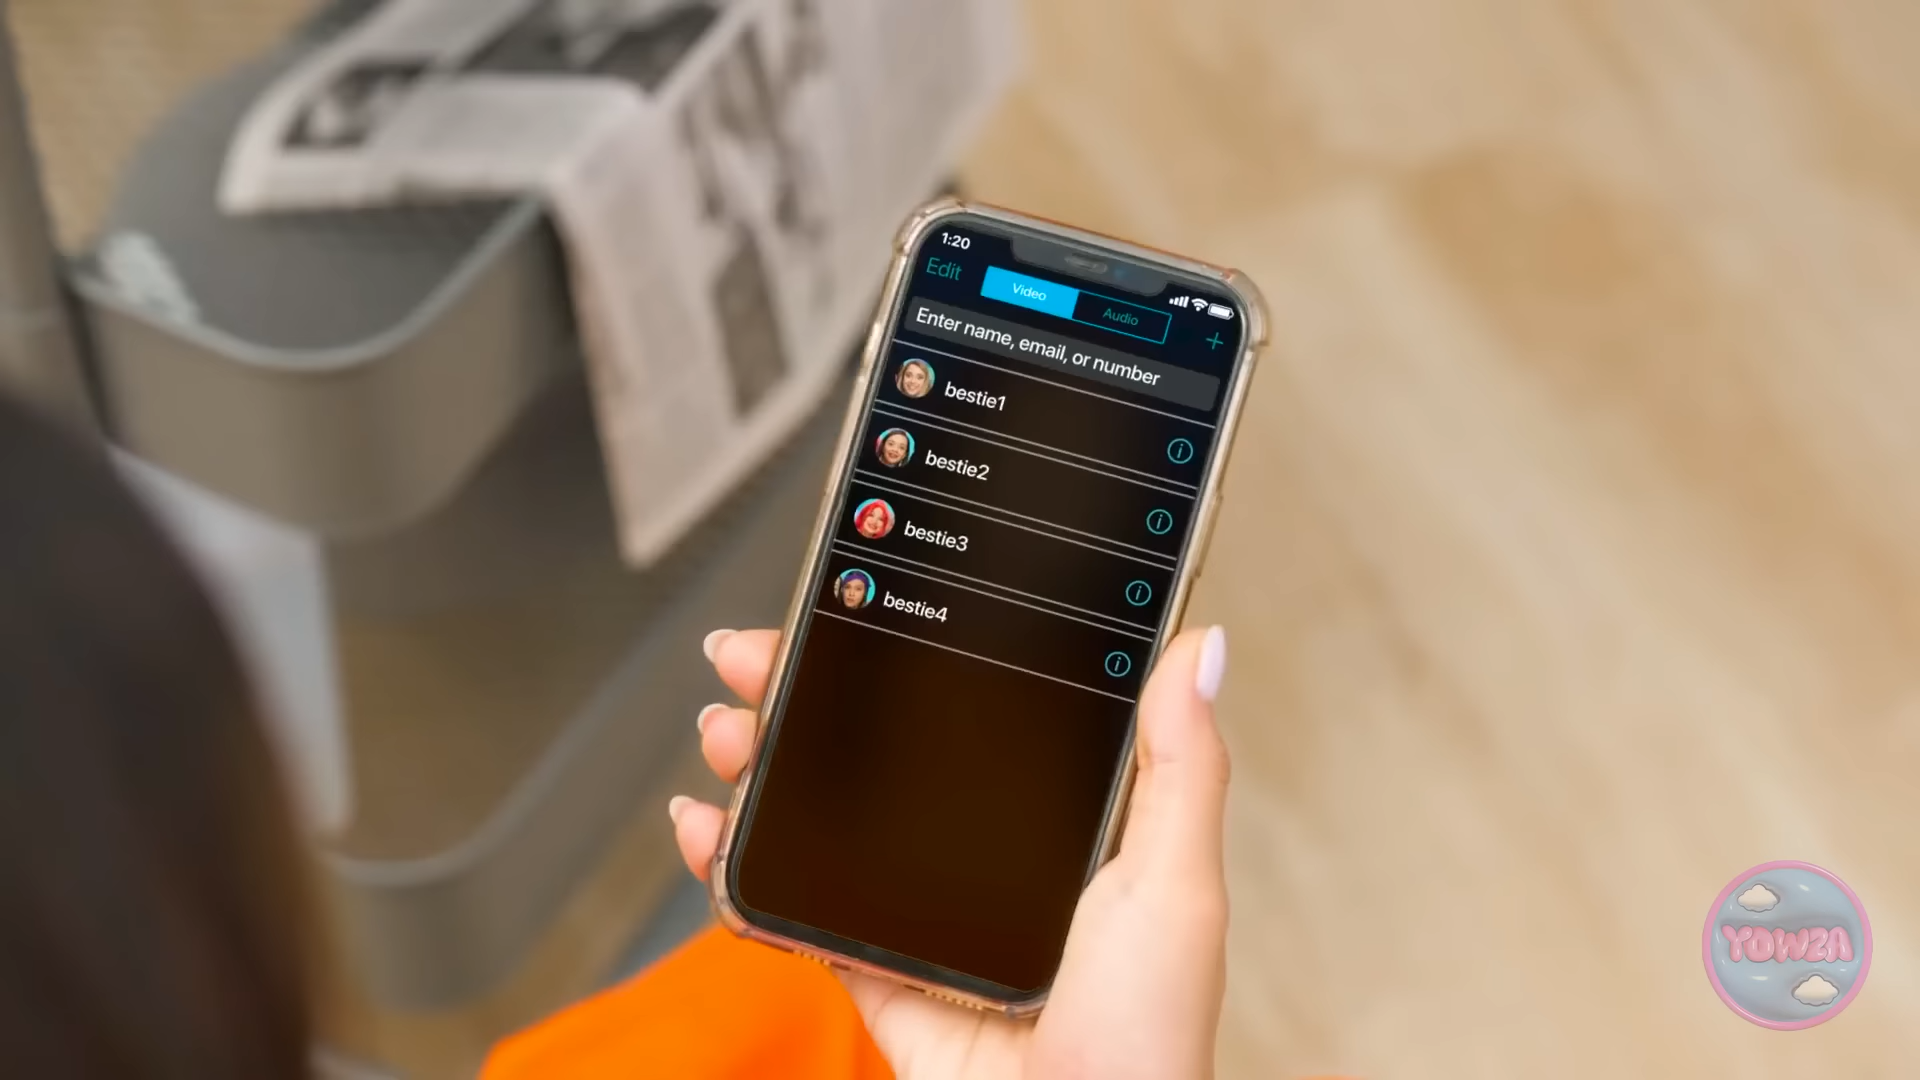 1:20
Edit
Video
Audio
+
Enter name, email, or number
bestie1
bestie2
bestie3
bestie4
YOWZA